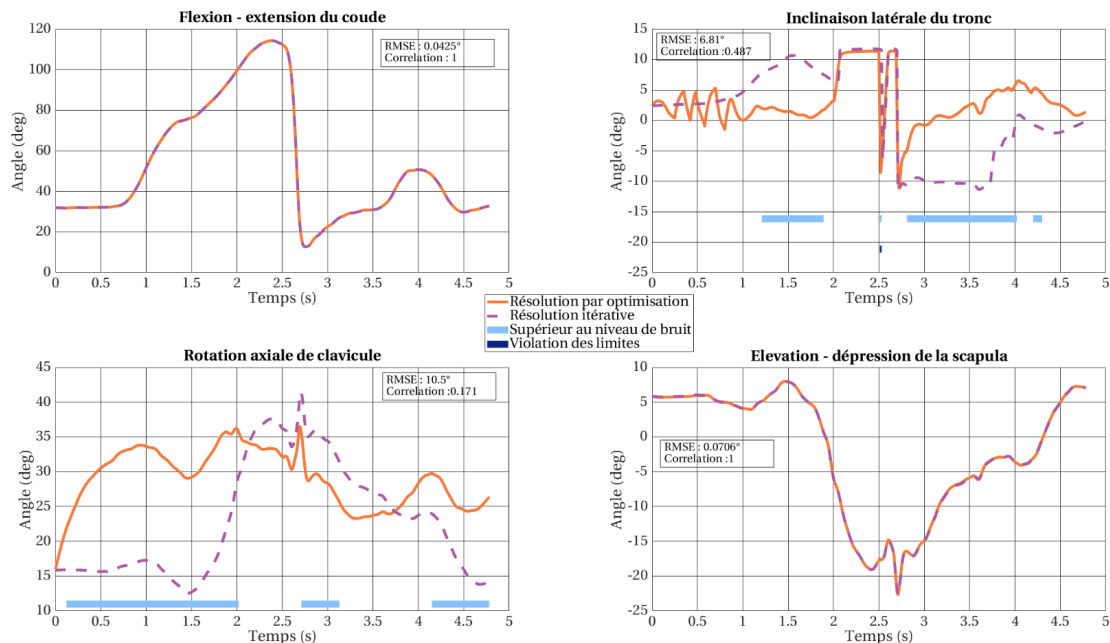 Flexion - extension du coude
RMSE : 0.0425°
Correlation : 1
Angle (deg)
120
100
80
60
40
20
0
0 0.5 1 1.5 2 2.5 3 3.5 4 4.5 5
Temps (s)
Inclinaison latérale du tronc
RMSE : 6.81°
Correlation :0.487
Angle (deg)
15
10
5
0
-5
-10
-15
-20
-25
0 0.5 1 1.5 2 2.5 3 3.5 4 4.5 5
Temps (s)
Résolution par optimisation
Résolution itérative
Supérieur au niveau de bruit
Violation des limites
Rotation axiale de clavicule
RMSE : 10.5°
Correlation :0.171
Angle (deg)
45
40
35
30
25
20
15
10
0 0.5 1 1.5 2 2.5 3 3.5 4 4.5 5
Temps (s)
Elevation - dépression de la scapula
RMSE : 0.0706°
Correlation :1
Angle (deg)
10
5
0
-5
-10
-15
-20
-25
0 0.5 1 1.5 2 2.5 3 3.5 4 4.5 5
Temps (s)